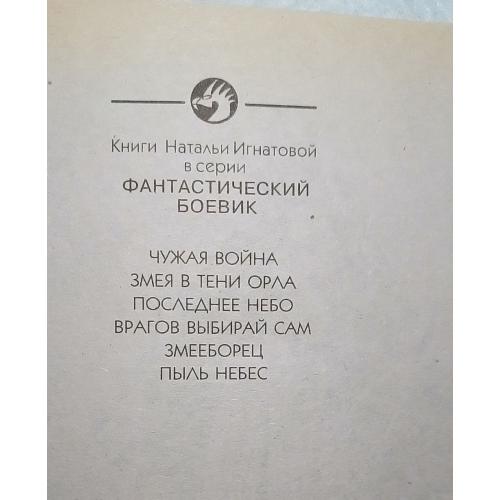 Книги Натальи Игнатовой
в серии
ФАНТАСТИЧЕСКИЙ
БОЕВИК
ЧУЖАЯ ВОЙНА
ЗМЕЯ В ТЕНИ ОРЛА
ПОСЛЕДНЕЕ НЕБО
ВРАГОВ ВЫБИРАЙ САМ
ЗМЕЕБОРЕЦ
ПЫЛЬ НЕБЕС